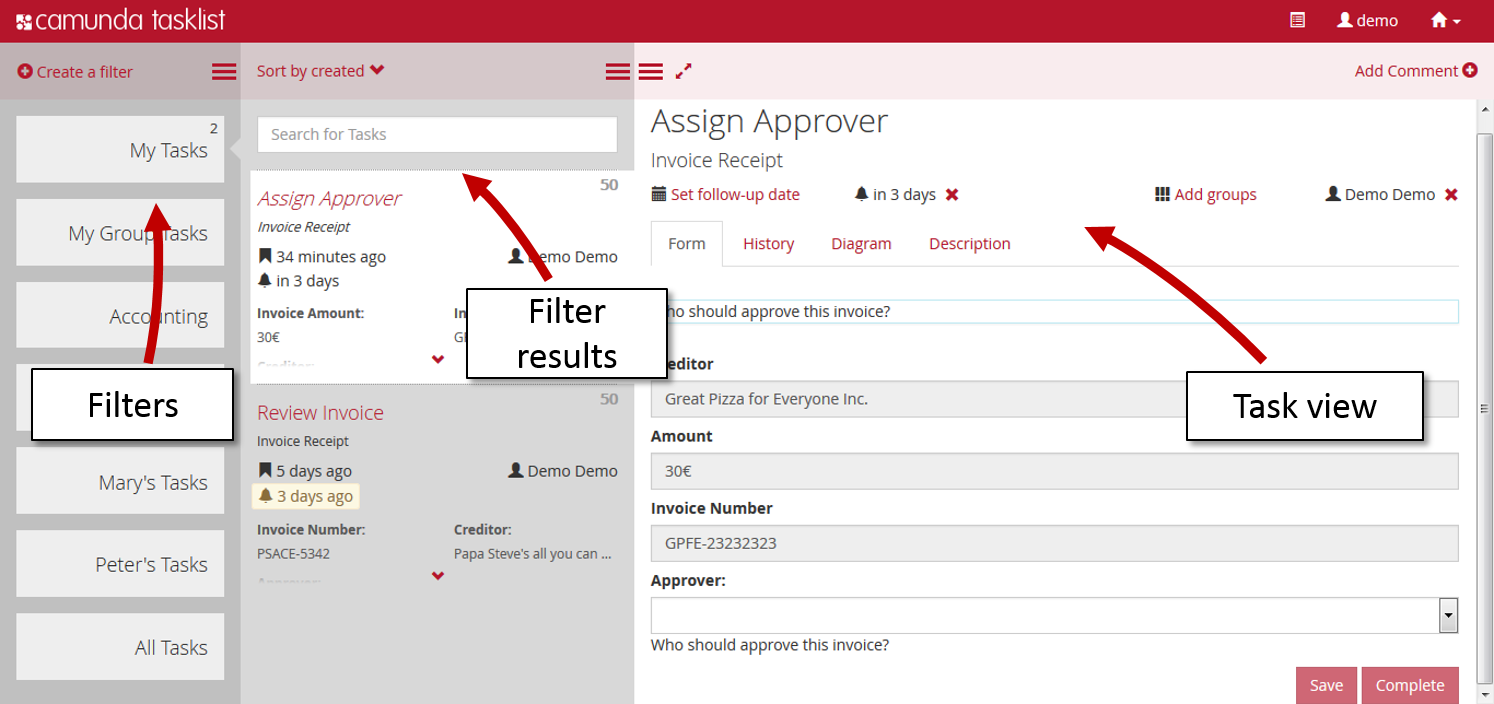 camunda tasklist
demo
Create a filter
Sort by created
Add Comment
2
My Tasks
My Group Tasks
Accounting
Filters
Mary's Tasks
Peter's Tasks
All Tasks
Search for Tasks
Assign Approver
50
Invoice Receipt
34 minutes ago
Demo Demo
in 3 days
Invoice Amount:
30€
Filter
results
Review Invoice
50
Invoice Receipt
5 days ago
Demo Demo
3 days ago
Invoice Number:
Creditor:
PSACE-5342
Papa Steve's all you can ...
Assign Approver
Invoice Receipt
Set follow-up date
in 3 days
Add groups
Demo Demo
Form
History
Diagram
Description
who should approve this invoice?
Creditor
Great Pizza for Everyone Inc.
Task view
Amount
30€
Invoice Number
GPFE-23232323
Approver:
Who should approve this invoice?
Save
Complete